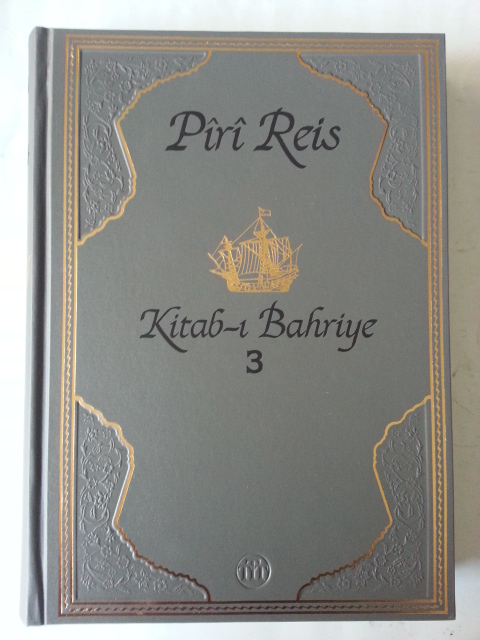 Pîrî Reis
Kitab-ı Bahriye
3